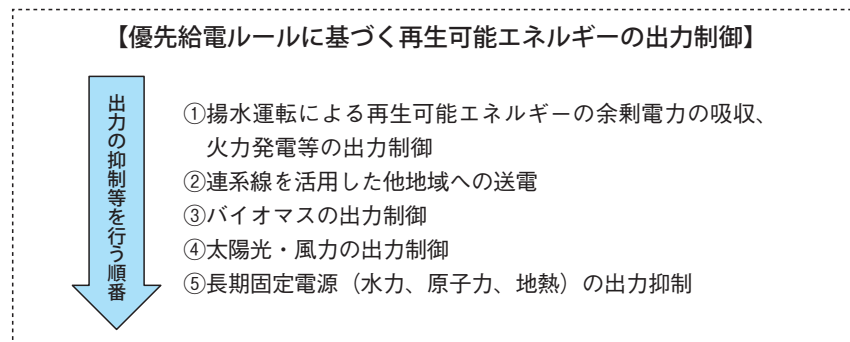 【優先給電ルールに基づく再生可能エネルギーの出力制御】
出力の抑制等を行う順番
①揚水運転による再生可能エネルギーの余剰電力の吸収、
火力発電等の出力制御
②連系線を活用した他地域への送電
③バイオマスの出力制御
④太陽光・風力の出力制御
⑤長期固定電源（水力、原子力、地熱）の出力抑制